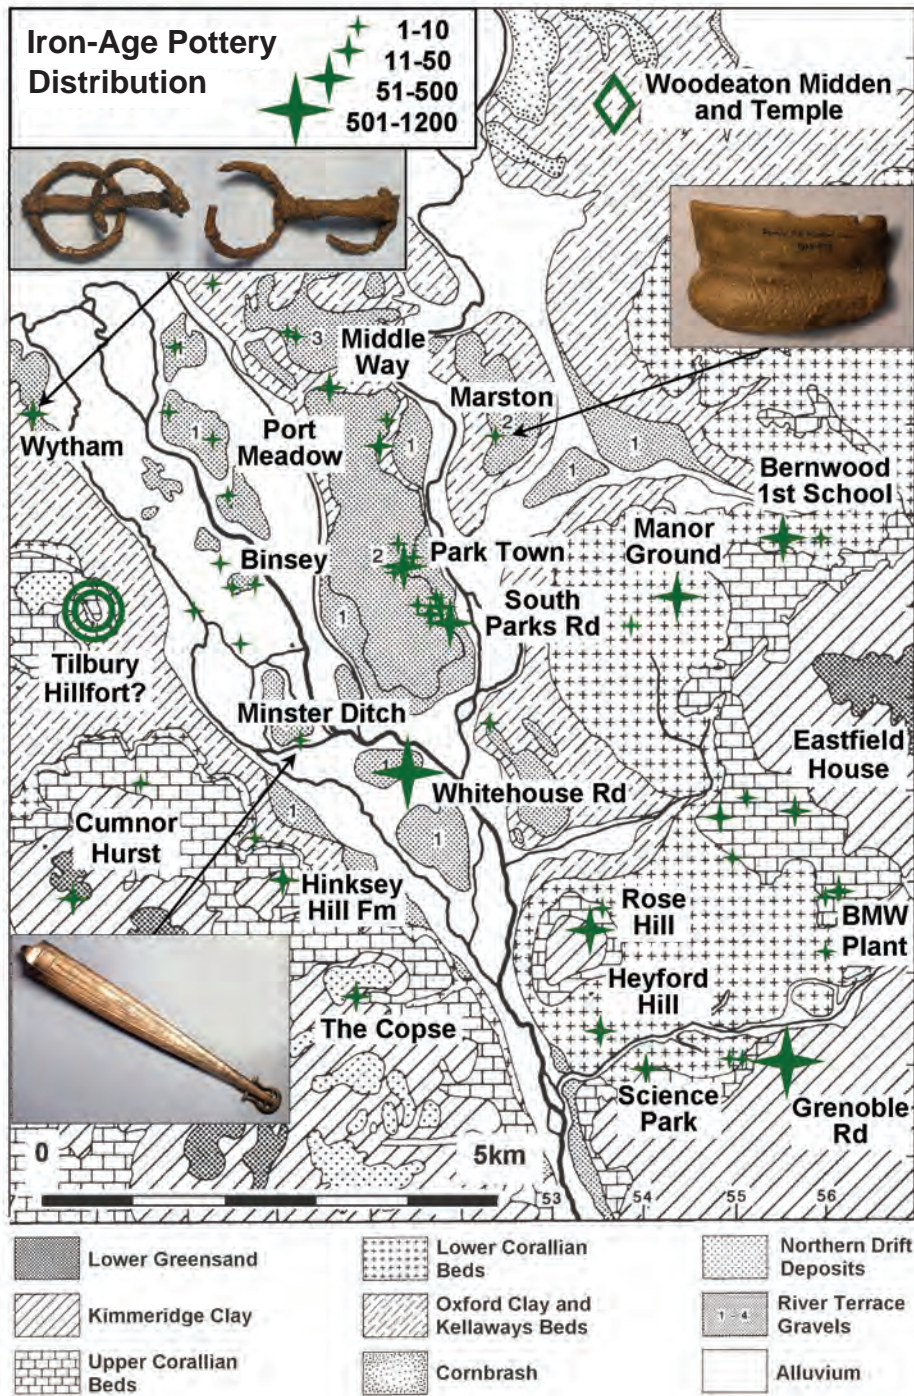 Iron-Age Pottery
Distribution
1-10
11-50
51-500
501-1200
Woodeaton Midden
and Temple
3
Middle
Way
1
Marston
2
Wytham
1
Port
Meadow
1
1
1
Bernwood
1st School
Manor
Ground
Binsey
2
Park Town
South
Parks Rd
1
Tilbury
Hillfort?
Minster Ditch
Eastfield
House
1
Whitehouse Rd
Cumnor
Hurst
1
1
Hinksey
Hill Fm
Rose
Hill
BMW
Plant
Heyford
Hill
The Copse
Science
Park
Grenoble
Rd
0
5km
53
54
55
56
Lower Greensand
Kimmeridge Clay
Upper Corallian
Beds
Lower Corallian
Beds
Oxford Clay and
Kellaways Beds
Cornbrash
Northern Drift
Deposits
1 - 4
River Terrace
Gravels
Alluvium